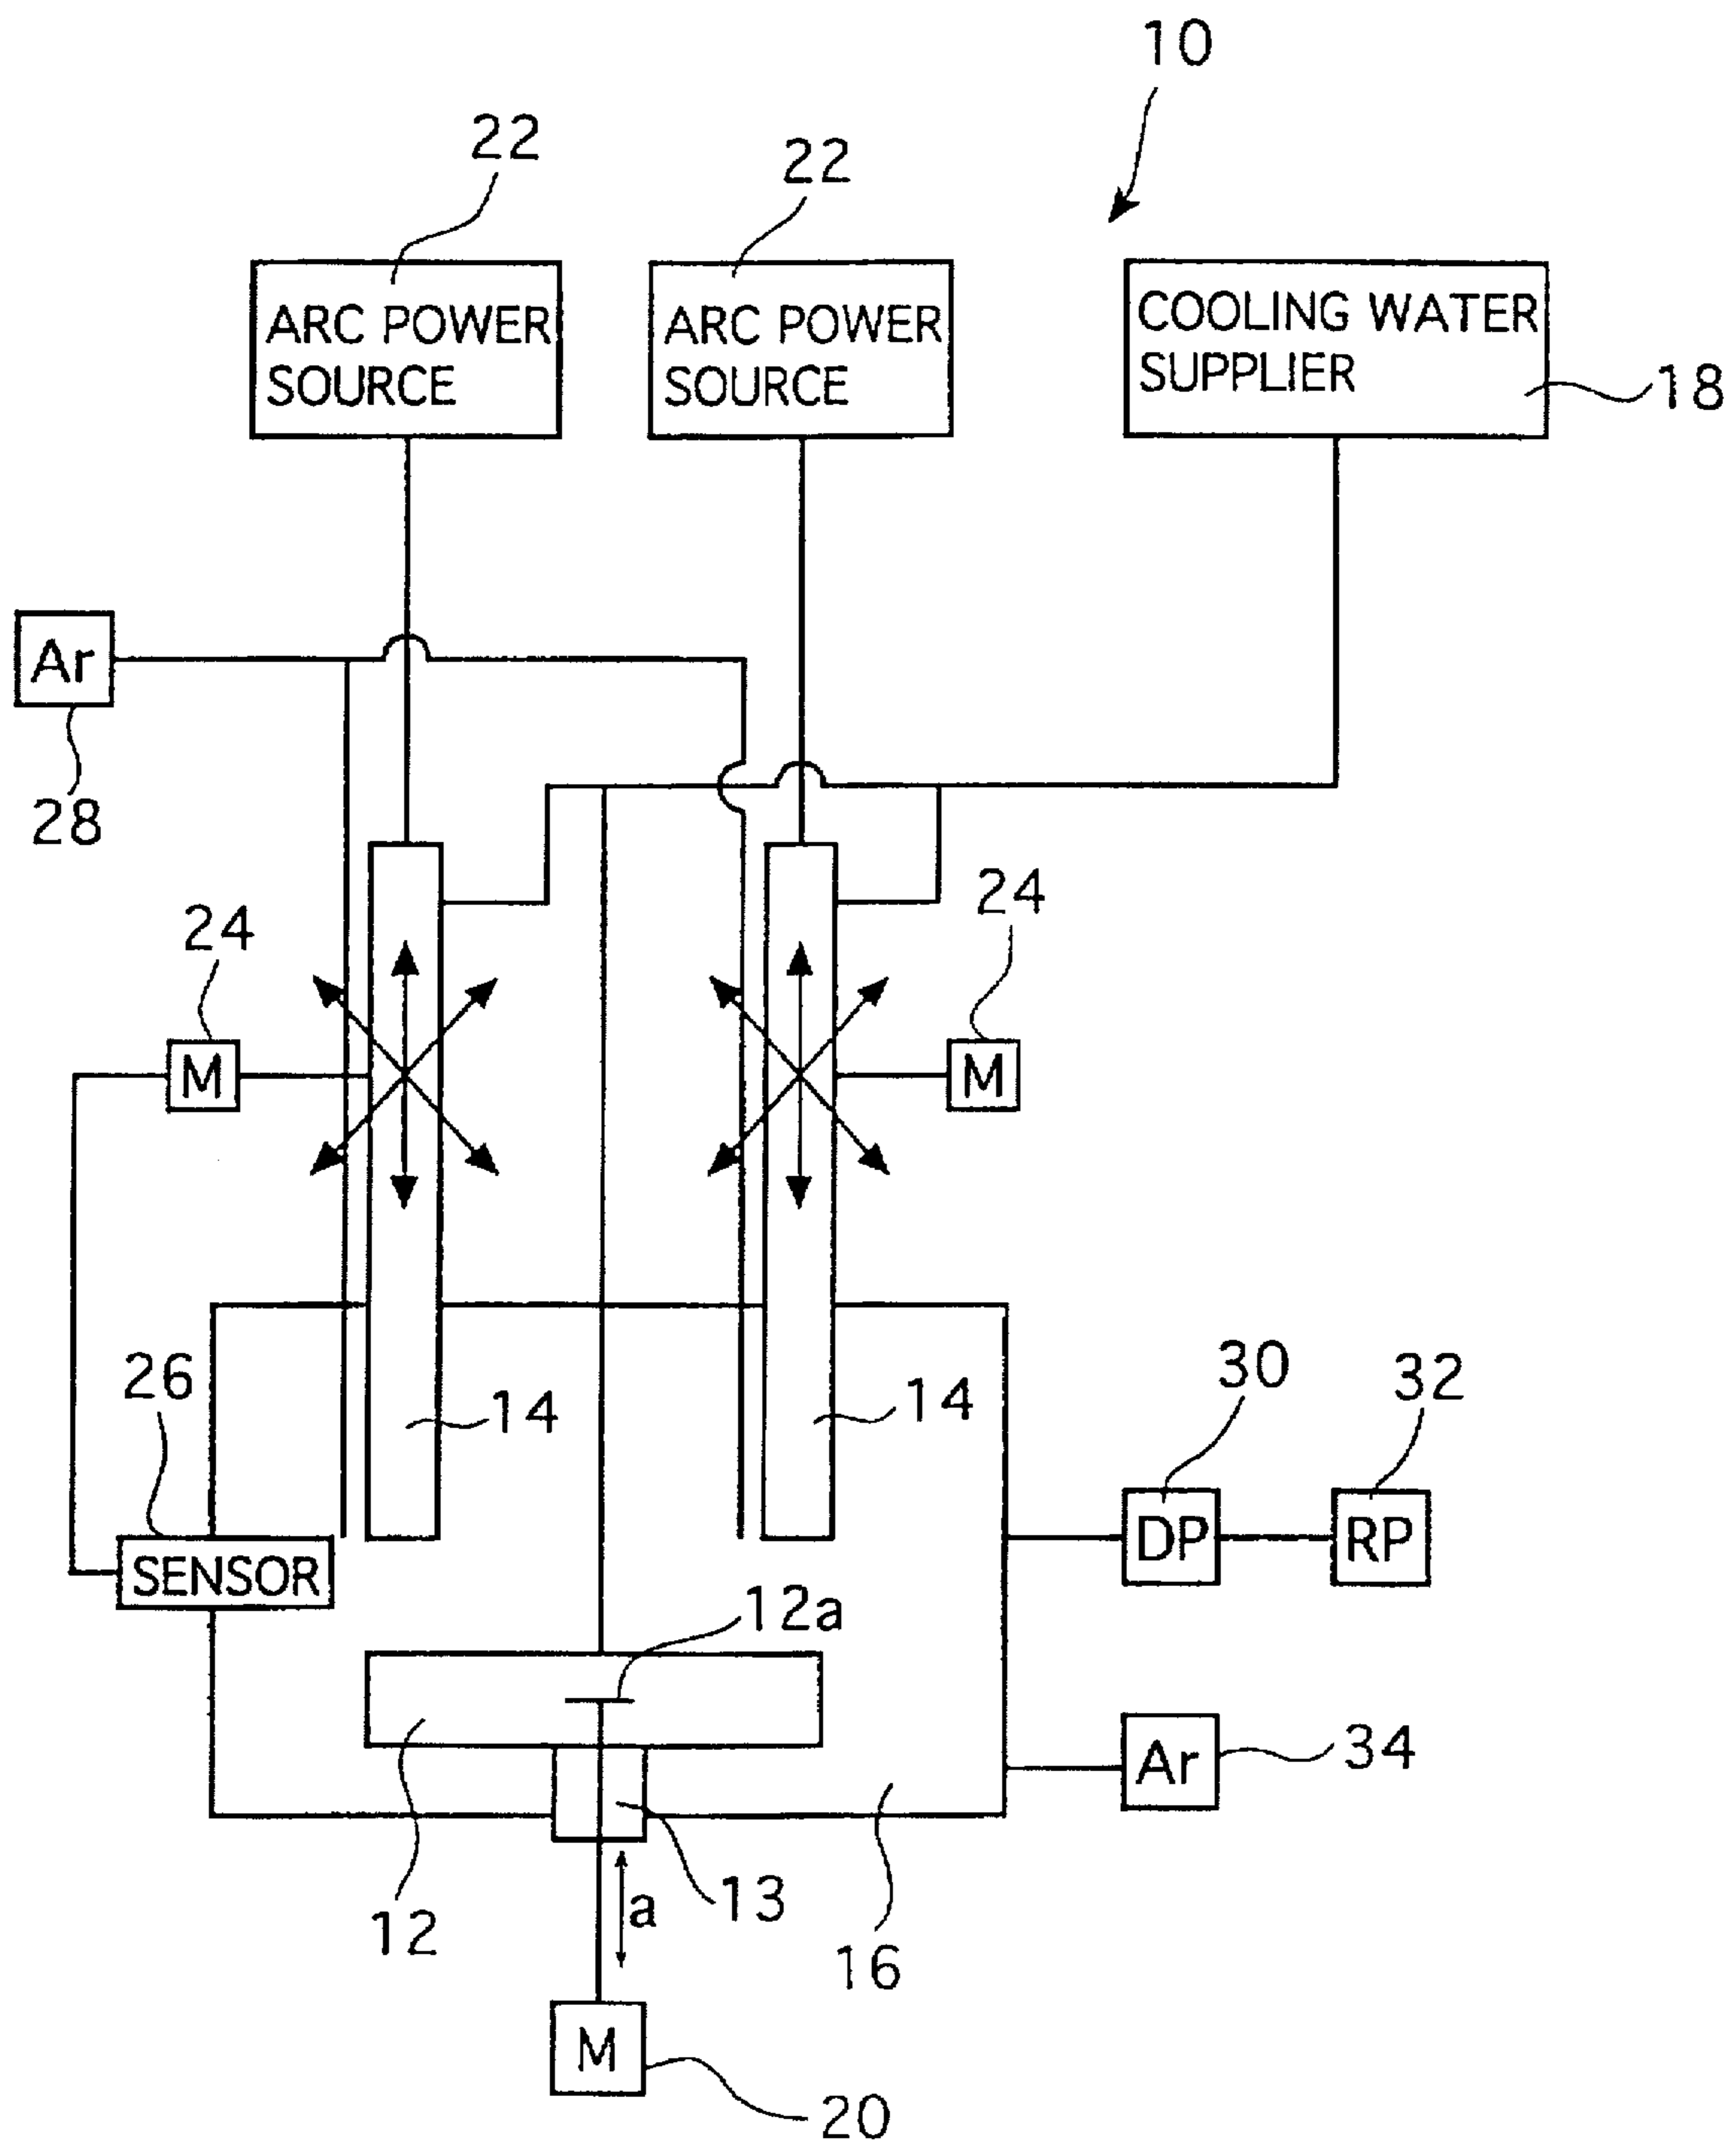 10
22
22
ARC POWER
SOURCE
ARC POWER
SOURCE
COOLING WATER
SUPPLIER
18
Ar
28
24
24
M
M
26
14
14
30
32
SENSOR
DP
RP
12a
Ar
34
12
a
13
16
M
20